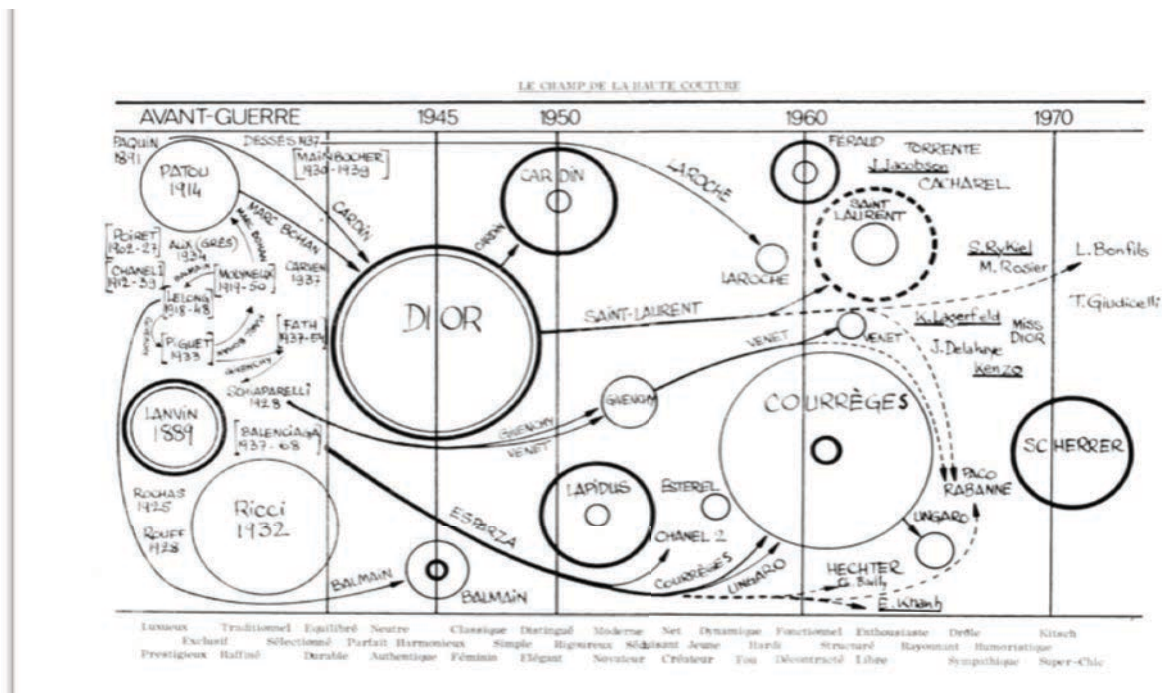 LE CHAMP DE LA HAUTE COUTURE
AVANT-GUERRE 1945 1950 1960 1970
PAQUIN
1891
DESSÈS 1937
[MAINBOCHER
1930-1939]
PATOU
1914
CARDIN
MARC BOHAN
MARC BOHAN
[POIRET
1902-27]
ALIX (GRÈS)
1934
CARVEN
1937
[CHANEL 1
1912-39]
BALMAIN
[MOLYNEUX
1919-50]
[LELONG
1918-48]
[PIGUET
1933]
[FATH
1937-54]
GIVENCHY
SCHIAPARELLI
1928
LANVIN
1889
[BALENCIAGA
1937-68]
ROCHAS
1925
ROUFF
1928
RICCI
1932
BALMAIN
BALMAIN
DIOR
CARDIN
CARDIN
LAROCHE
LAROCHE
SAINT-LAURENT
GIVENCHY
VENET
GIVENCHY
VENET
VENET
ESPARZA
LAPIDUS
ESTEREL
CHANEL 2
COURRÈGES
UNGARO
FÉRAUD
TORRENTE
J. Jacobson
CACHAREL
SAINT
LAURENT
S. Rykiel
M. Rosier
L. Bonfils
T. Giudicelli
K. Lagerfeld
MISS
DIOR
J. Delahaye
Kenzo
COURRÈGES
SCHERRER
PACO
RABANNE
UNGARO
HECHTER
E. Khanh
Luxueux Traditionnel Equilibré Neutre Classique Distingué Moderne Net Dynamique Fonctionnel Enthousiaste Drôle Kitsch
Exclusif Sélectionné Parfait Harmonieux Simple Rigoureux Séduisant Jeune Hardi Structuré Rayonnant Humoristique
Prestigieux Raffiné Durable Authentique Féminin Elégant Novateur Créateur Fou Décontracté Libre Sympathique Super-Chic